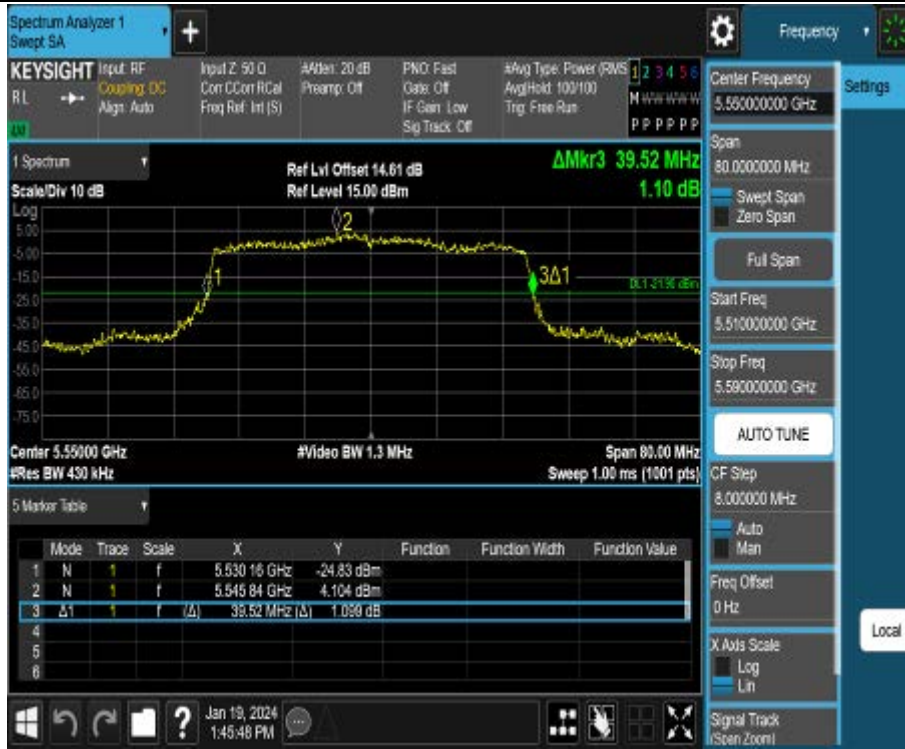 Spectrum Analyzer 1
Swept SA
+
Frequency
KEYSIGHT
RL
Input: RF
Coupling: DC
Align: Auto
Input Z: 50 Ω
Corr CCorr RCal
Freq Ref: Int (S)
#Atten: 20 dB
Preamp: Off
PNO: Fast
Gate: Off
IF Gain: Low
Sig Track: Off
#Avg Type: Power (RMS
Avg|Hold: 100/100
Trig: Free Run
1 2 3 4 5 6
M W W W W W
P P P P P P
1 Spectrum
Scale/Div 10 dB
Ref Lvl Offset 14.61 dB
Ref Level 15.00 dBm
ΔMkr3 39.52 MHz
1.10 dB
Log
5.00
-5.00
-15.0
-25.0
-35.0
-45.0
-55.0
-65.0
-75.0
2
1
3Δ1
Center 5.55000 GHz
#Res BW 430 kHz
#Video BW 1.3 MHz
Span 80.00 MHz
Sweep 1.00 ms (1001 pts)
5 Marker Table
Mode Trace Scale X Y Function Function Width Function Value
1 N 1 f 5.530 16 GHz -24.83 dBm
2 N 1 f 5.545 84 GHz 4.104 dBm
3 Δ1 1 f (Δ) 39.52 MHz (Δ) 1.099 dB
4
5
6
Center Frequency
5.550000000 GHz
Settings
Span
80.0000000 MHz
Swept Span
Zero Span
Full Span
Start Freq
5.510000000 GHz
Stop Freq
5.590000000 GHz
AUTO TUNE
CF Step
8.000000 MHz
Auto
Man
Freq Offset
0 Hz
X Axis Scale
Log
Lin
Signal Track
(Span Zoom)
Local
?
Jan 19, 2024
1:45:48 PM